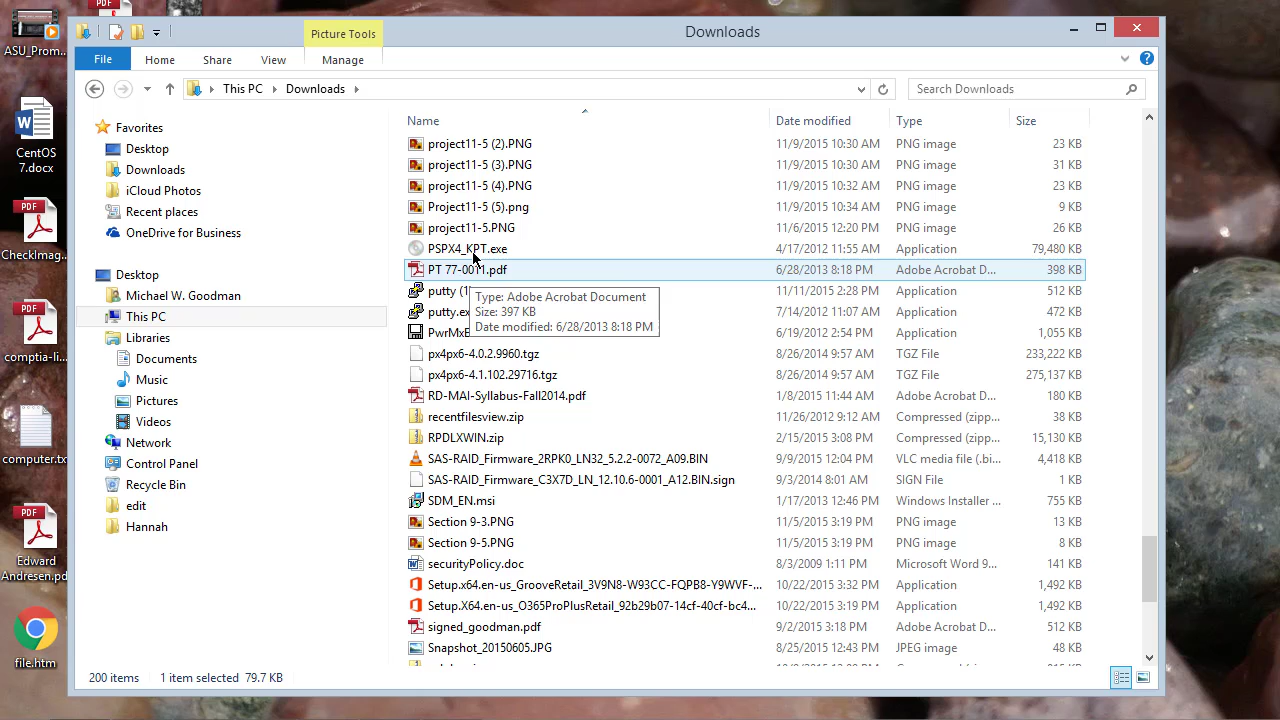 Picture Tools
Downloads
File
Home
Share
View
Manage
This PC
Downloads
Search Downloads
Name
Date modified
Type
Size
project11-5 (2).PNG 11/9/2015 10:30 AM PNG image 23 KB
project11-5 (3).PNG 11/9/2015 10:30 AM PNG image 31 KB
project11-5 (4).PNG 11/9/2015 10:32 AM PNG image 23 KB
Project11-5 (5).png 11/9/2015 10:34 AM PNG image 9 KB
project11-5.PNG 11/6/2015 12:20 PM PNG image 26 KB
PSPX4_KPT.exe 4/17/2012 11:55 AM Application 79,480 KB
PT 77-0011.pdf 6/28/2013 8:18 PM Adobe Acrobat D... 398 KB
putty (1 11/11/2015 2:28 PM Application 512 KB
putty.ex 7/14/2012 11:07 AM Application 472 KB
PwrMxE 6/19/2012 2:54 PM Application 1,055 KB
px4px6-4.0.2.9960.tgz 8/26/2014 9:57 AM TGZ File 233,222 KB
px4px6-4.1.102.29716.tgz 8/26/2014 9:57 AM TGZ File 275,137 KB
RD-MAI-Syllabus-Fall2014.pdf 1/8/2015 11:44 AM Adobe Acrobat D... 180 KB
recentfilesview.zip 11/26/2012 9:12 AM Compressed (zipp... 38 KB
RPDLXWIN.zip 2/15/2015 3:08 PM Compressed (zipp... 15,130 KB
SAS-RAID_Firmware_2RPK0_LN32_5.2.2-0072_A09.BIN 9/9/2015 12:04 PM VLC media file (.bi... 4,418 KB
SAS-RAID_Firmware_C3X7D_LN_12.10.6-0001_A12.BIN.sign 9/3/2014 8:01 AM SIGN File 1 KB
SDM_EN.msi 1/17/2013 12:46 PM Windows Installer ... 755 KB
Section 9-3.PNG 11/5/2015 3:19 PM PNG image 13 KB
Section 9-5.PNG 11/5/2015 3:19 PM PNG image 8 KB
securityPolicy.doc 8/3/2009 1:11 PM Microsoft Word 9... 141 KB
Setup.x64.en-us_GrooveRetail_3V9N8-W93CC-FQPB8-Y9WVF-... 10/22/2015 3:32 PM Application 1,492 KB
Setup.X64.en-us_O365ProPlusRetail_92b29b07-14cf-40cf-bc4... 10/22/2015 3:19 PM Application 1,492 KB
signed_goodman.pdf 9/2/2015 3:18 PM Adobe Acrobat D... 512 KB
Snapshot_20150605.JPG 8/25/2015 12:43 PM JPEG image 48 KB
Type: Adobe Acrobat Document
Size: 397 KB
Date modified: 6/28/2013 8:18 PM
Favorites
Desktop
Downloads
iCloud Photos
Recent places
OneDrive for Business
Desktop
Michael W. Goodman
This PC
Libraries
Documents
Music
Pictures
Videos
Network
Control Panel
Recycle Bin
edit
Hannah
200 items 1 item selected 79.7 KB
ASU_Prom...
CentOS
7.docx
PDF
CheckImag...
PDF
comptia-li...
computer.tx
PDF
Edward
Andresen.pd
file.htm